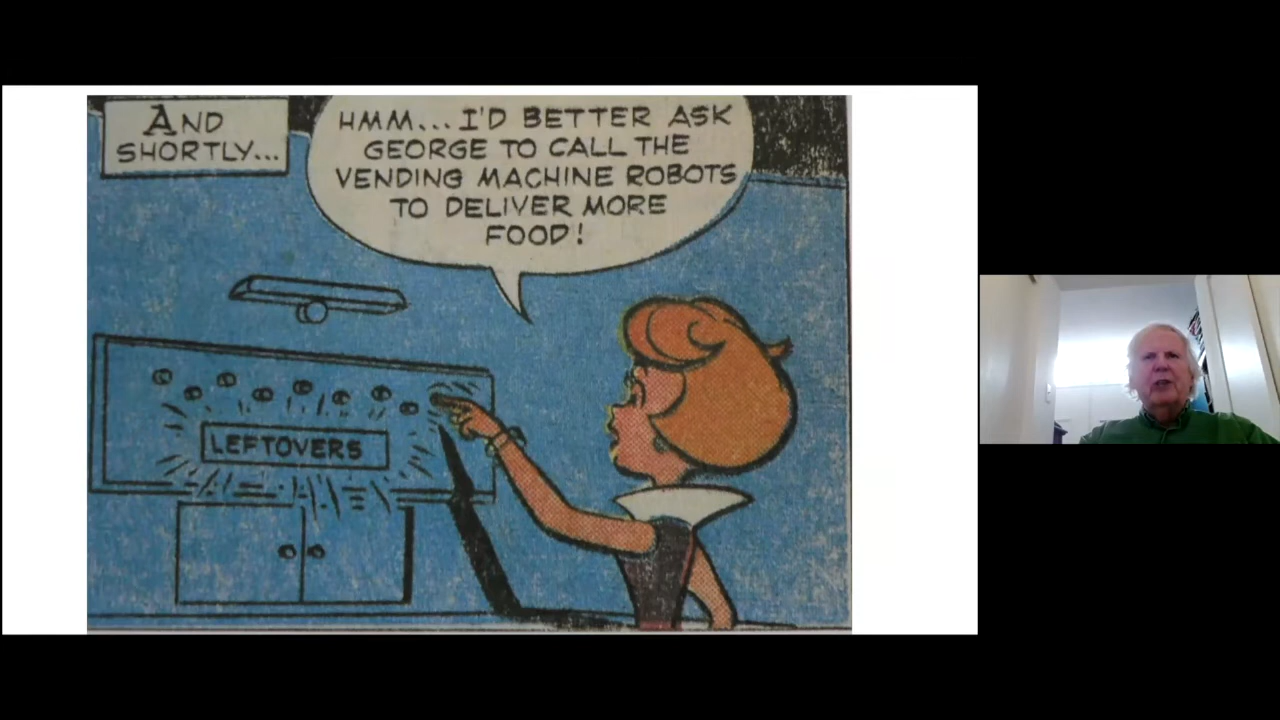 AND
SHORTLY...
HMM... I'D BETTER ASK
GEORGE TO CALL THE
VENDING MACHINE ROBOTS
TO DELIVER MORE
FOOD!
LEFTOVERS